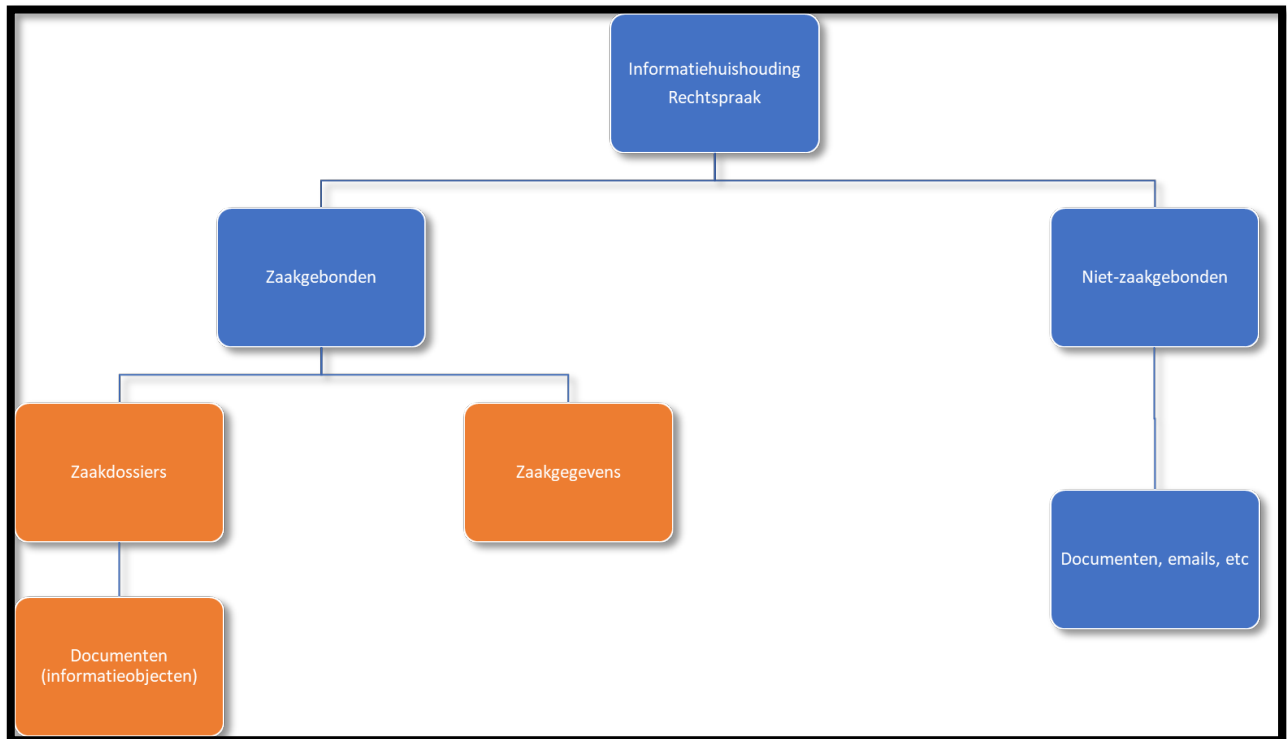 Informatiehuishouding
Rechtspraak
Zaakgebonden
Niet-zaakgebonden
Zaakdossiers
Zaakgegevens
Documenten, emails, etc
Documenten
(informatieobjecten)